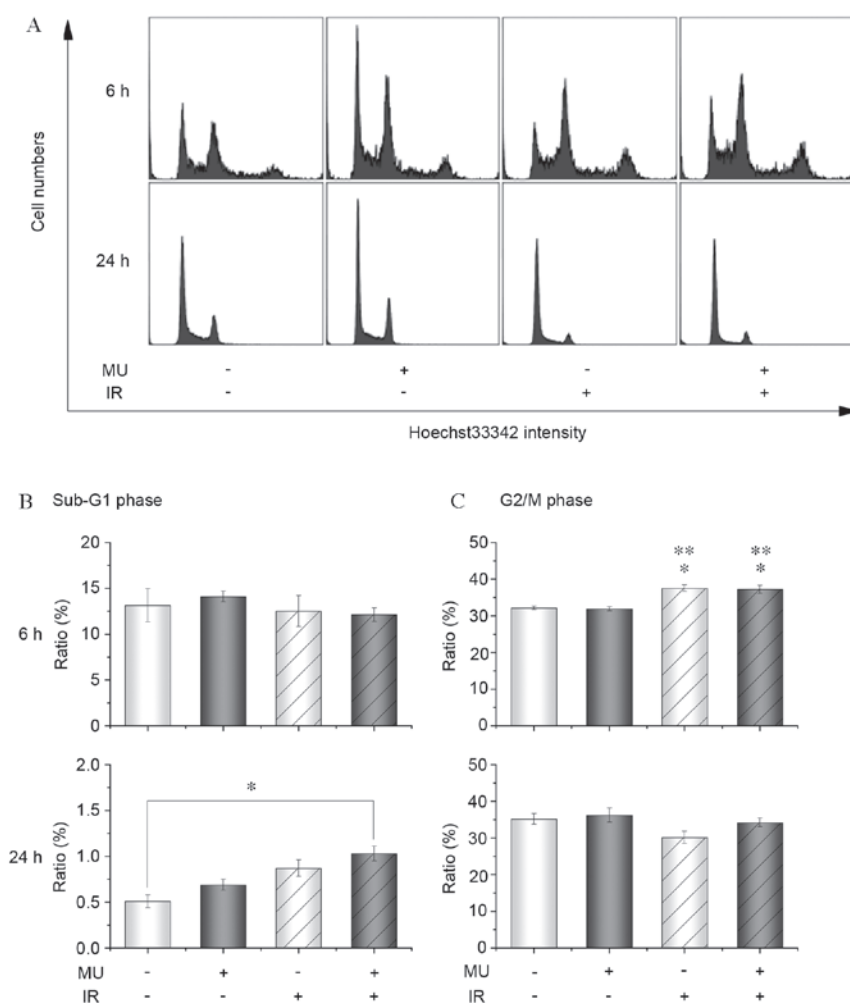 A
Cell numbers
6 h
24 h
MU - + - +
IR - - + +
Hoechst33342 intensity
B Sub-G1 phase
6 h
Ratio (%)
20
15
10
5
0
24 h
Ratio (%)
2.0
1.5
1.0
0.5
0.0
*
MU - + - +
IR - - + +
C G2/M phase
Ratio (%)
50
40
30
20
10
0
** **
* *
Ratio (%)
50
40
30
20
10
0
MU - + - +
IR - - + +